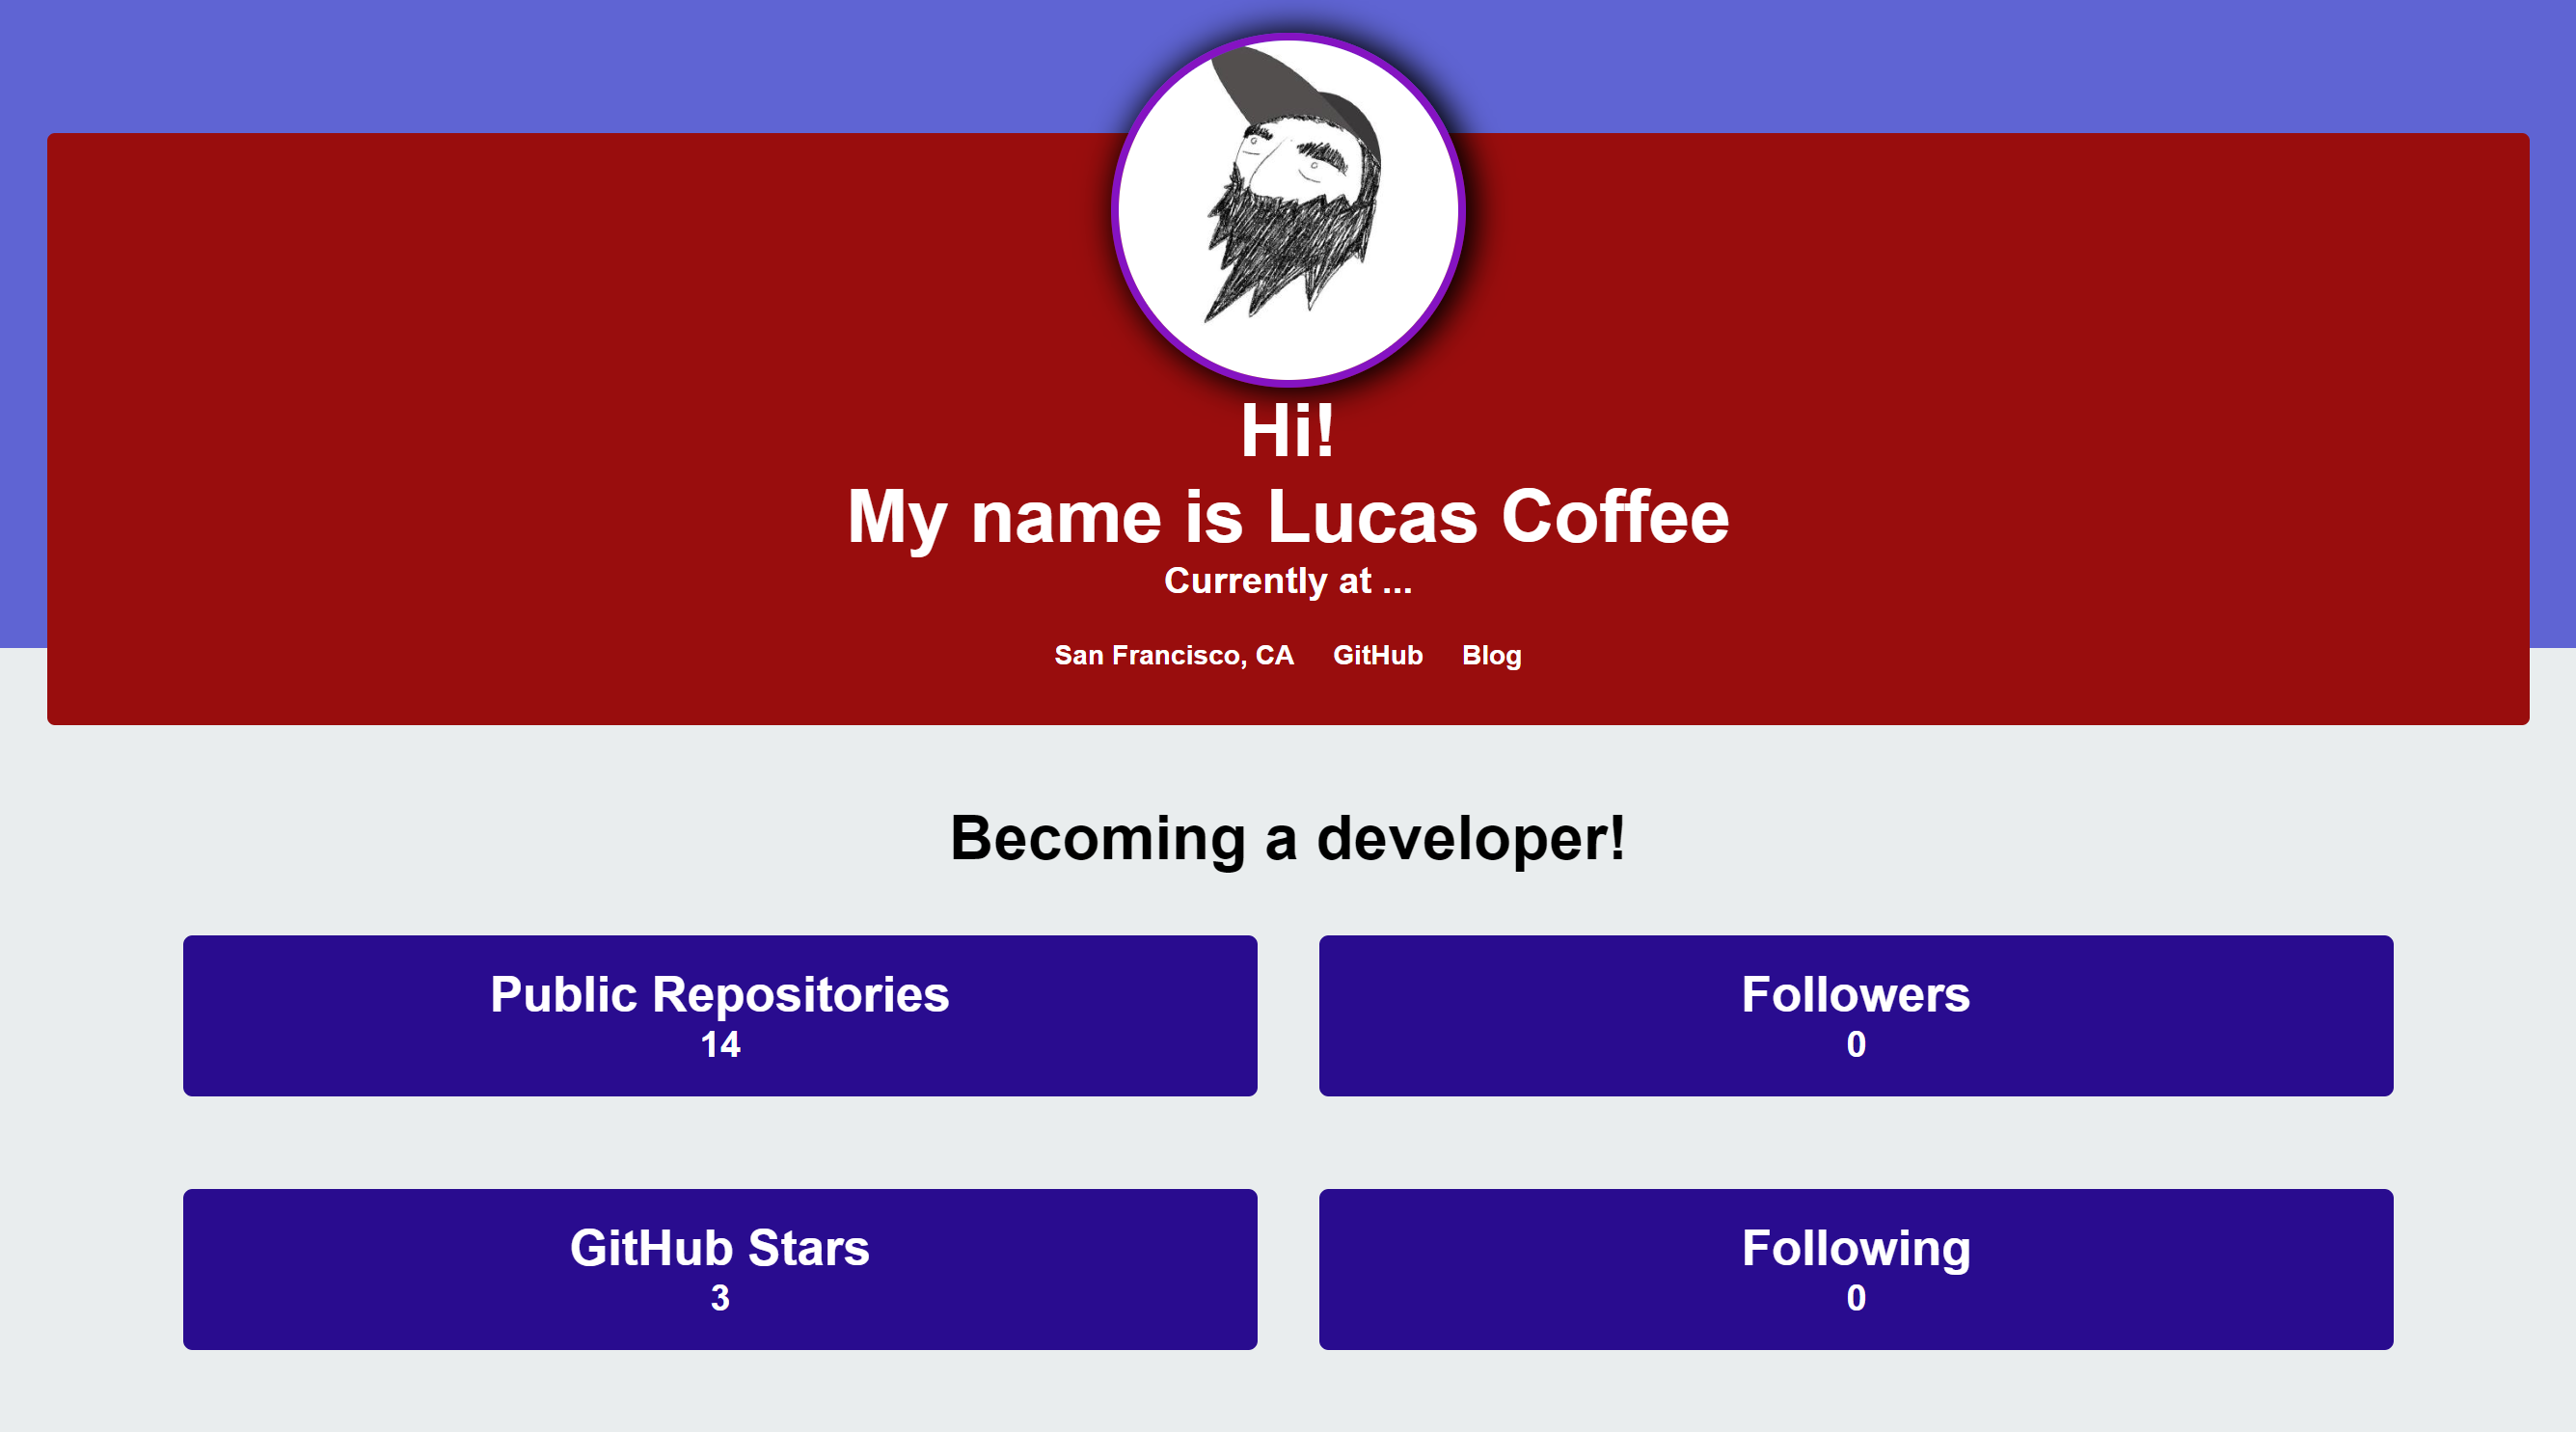 Hi!
My name is Lucas Coffee
Currently at ...
San Francisco, CA GitHub Blog
Becoming a developer!
Public Repositories
14
Followers
0
GitHub Stars
3
Following
0